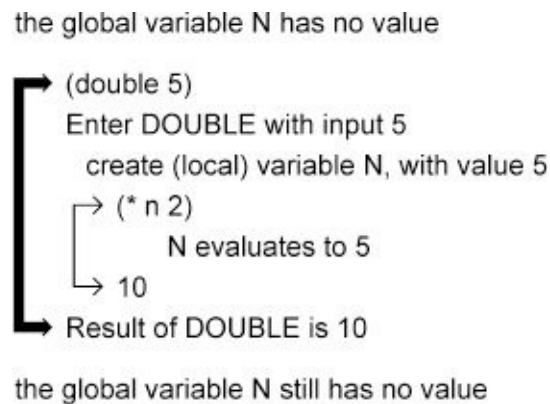 the global variable N has no value
(double 5)
Enter DOUBLE with input 5
create (local) variable N, with value 5
(* n 2)
N evaluates to 5
10
Result of DOUBLE is 10
the global variable N still has no value